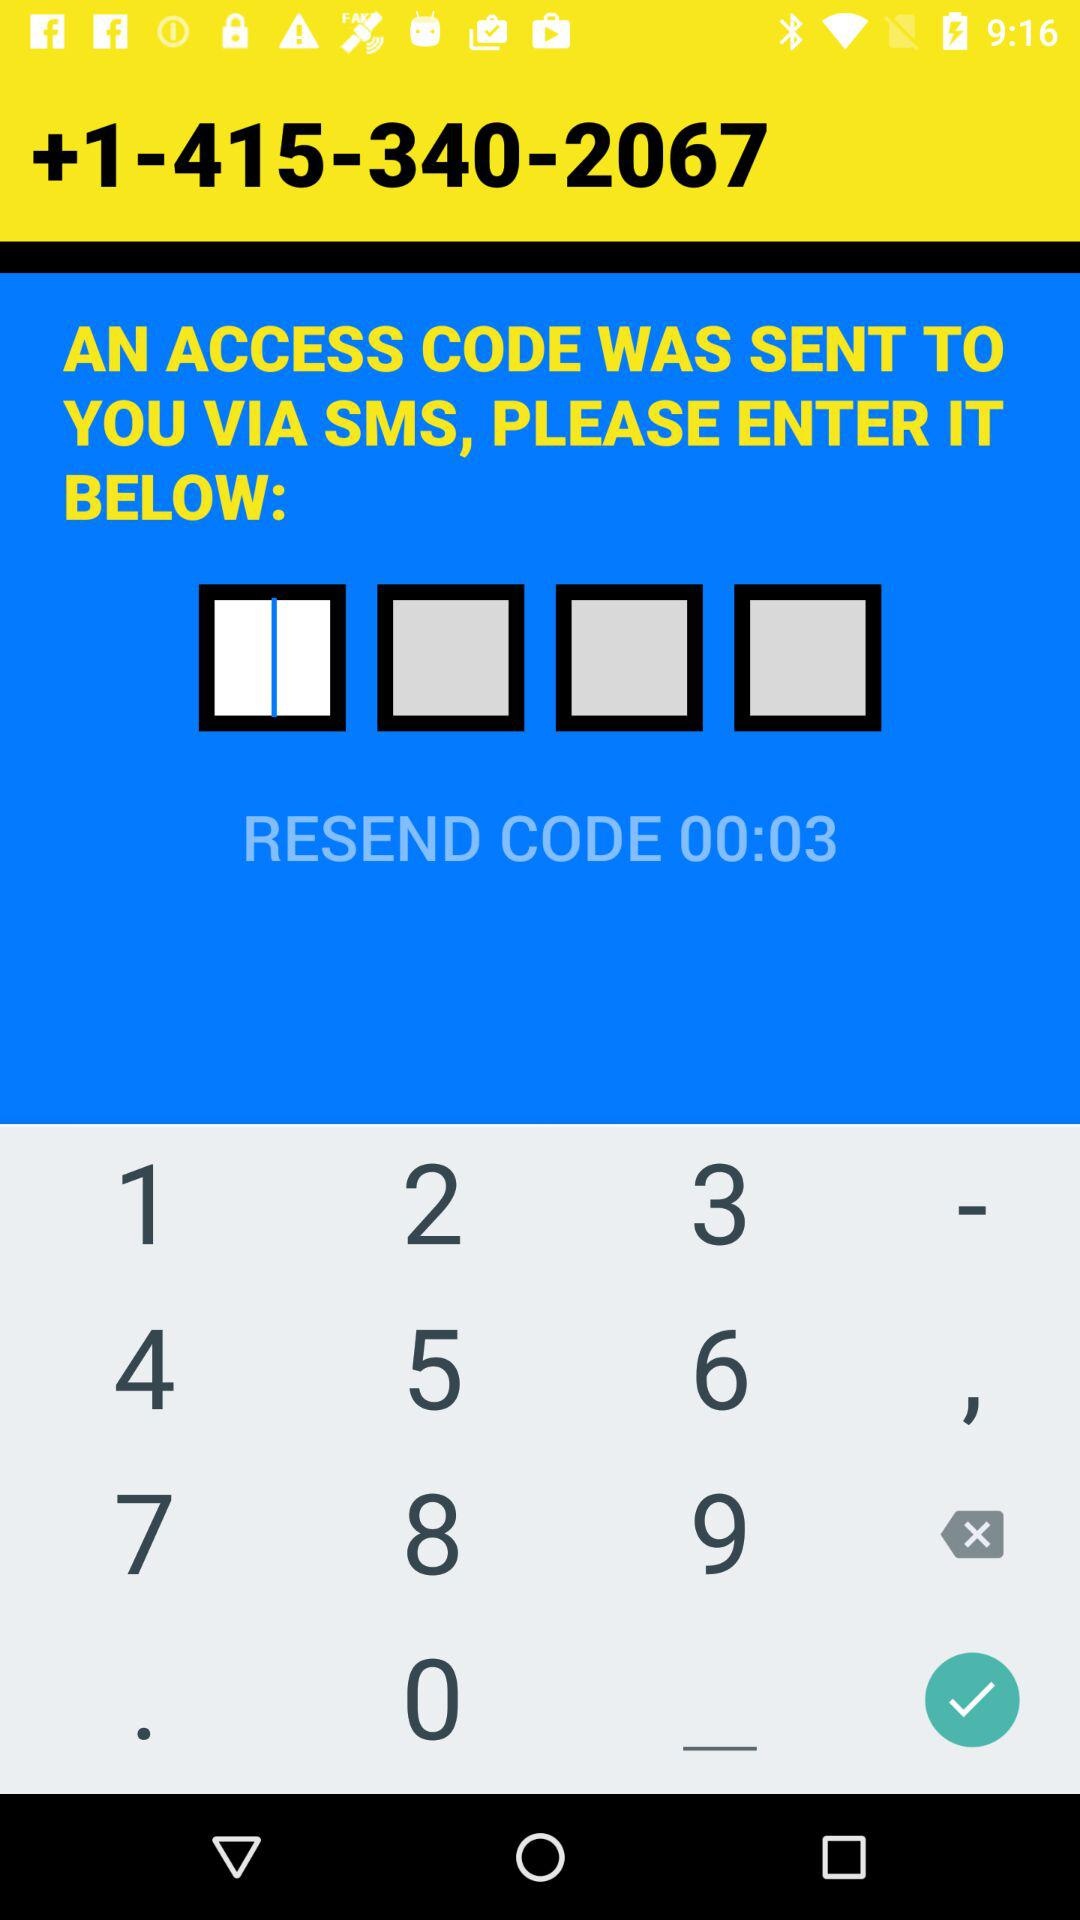 FAKE
9:16
+1-415-340-2067
AN ACCESS CODE WAS SENT TO
YOU VIA SMS, PLEASE ENTER IT
BELOW:
RESEND CODE 00:03
1 2 3 -
4 5 6 ,
7 8 9
. 0 _